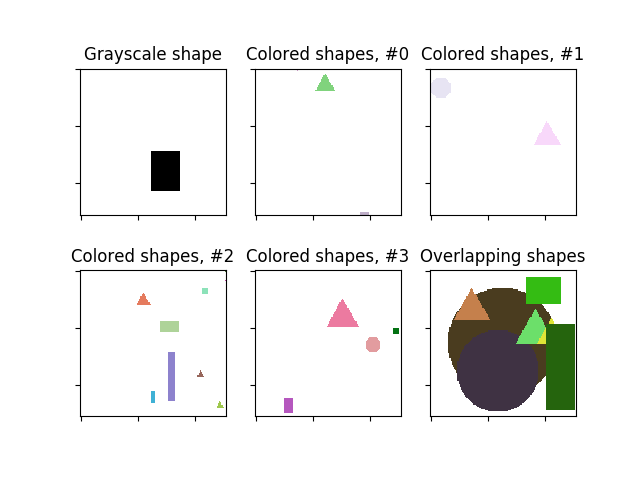 Grayscale shape
Colored shapes, #0
Colored shapes, #1
Colored shapes, #2
Colored shapes, #3
Overlapping shapes